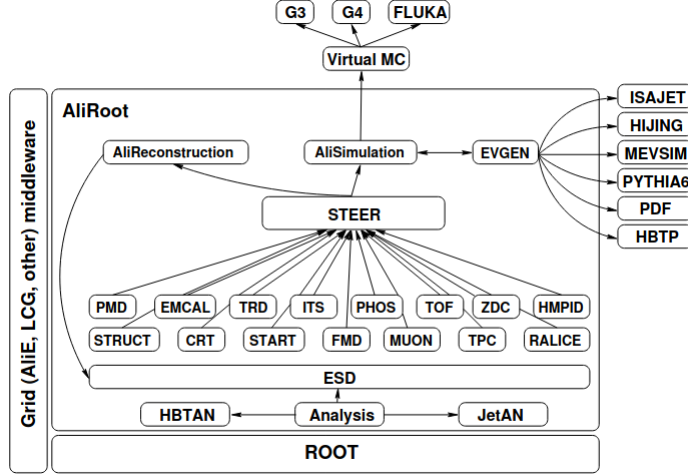 G3
G4
FLUKA
Virtual MC
Grid (AliE, LCG, other) middleware
AliRoot
AliReconstruction
AliSimulation
EVGEN
ISAJET
HIJING
MEVSIM
PYTHIA6
PDF
HBTP
STEER
PMD
EMCAL
TRD
ITS
PHOS
TOF
ZDC
HMPID
STRUCT
CRT
START
FMD
MUON
TPC
RALICE
ESD
HBTAN
Analysis
JetAN
ROOT